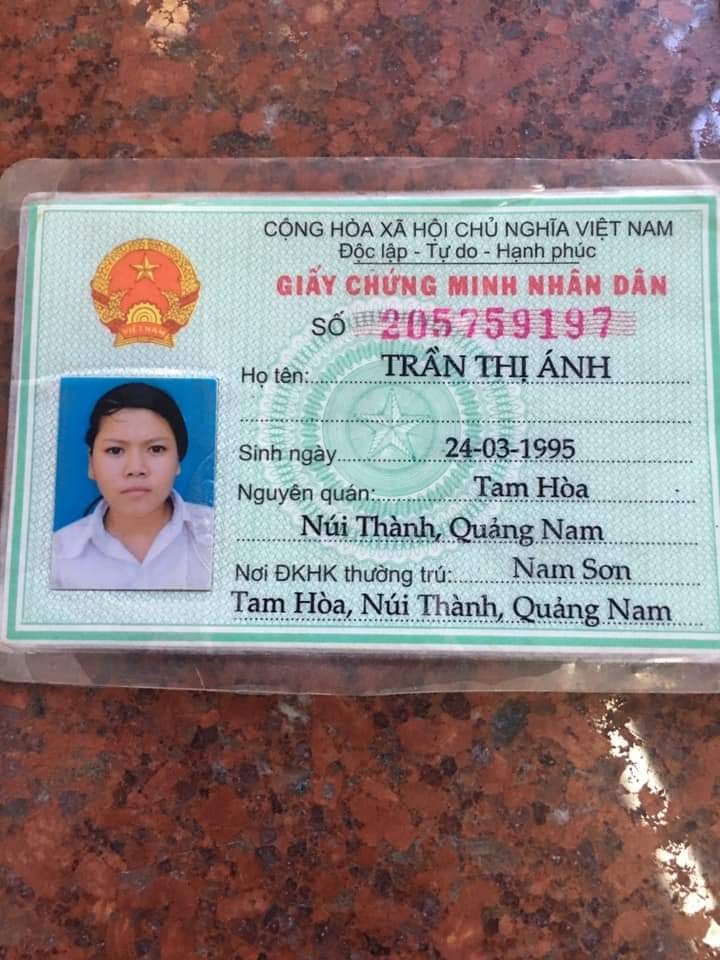 CỘNG HÒA XÃ HỘI CHỦ NGHĨA VIỆT NAM
Độc lập - Tự do - Hạnh phúc
GIẤY CHỨNG MINH NHÂN DÂN
SỐ 205759197
Họ tên: TRẦN THỊ ÁNH
Sinh ngày 24-03-1995
Nguyên quán: Tam Hòa
Núi Thành, Quảng Nam
Nơi ĐKHK thường trú: Nam Sơn
Tam Hòa, Núi Thành, Quảng Nam
VIỆT NAM